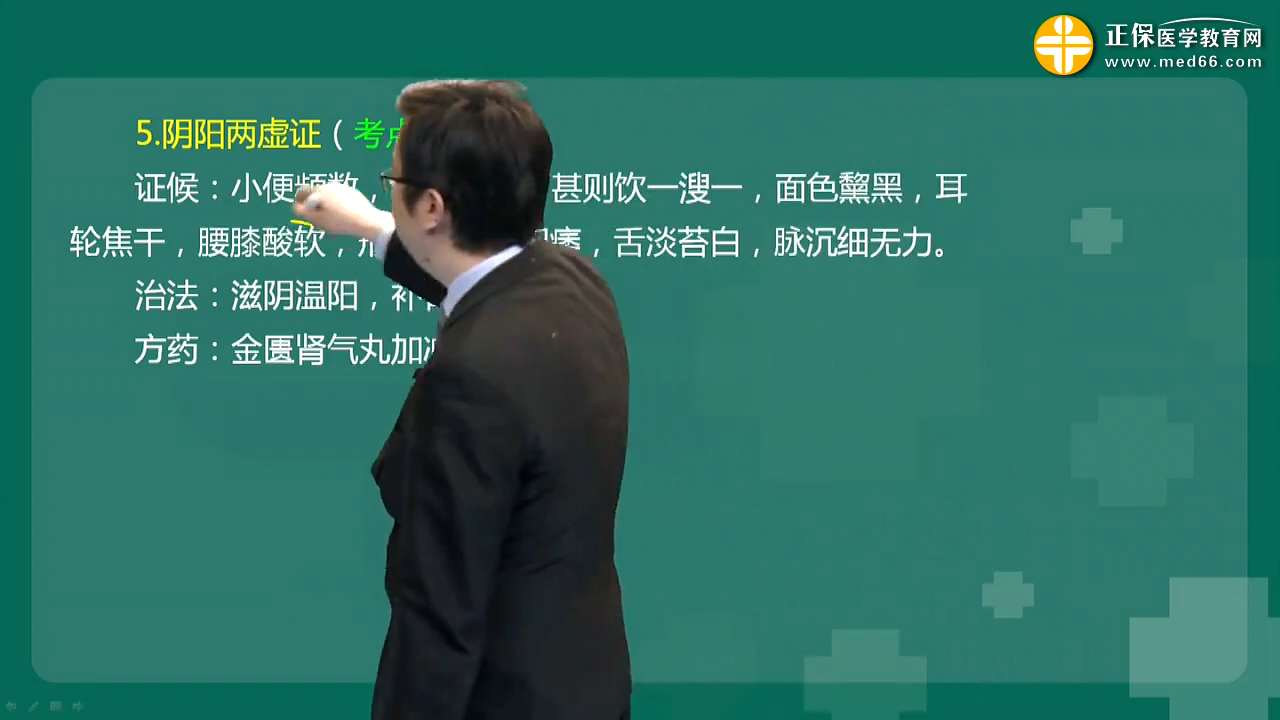 正保医学教育网
www.med66.com
5.阴阳两虚证（考点
证候：小便频数， 甚则饮一溲一，面色黧黑，耳
轮焦干，腰膝酸软， 痿，舌淡苔白，脉沉细无力。
治法：滋阴温阳，补
方药：金匮肾气丸加